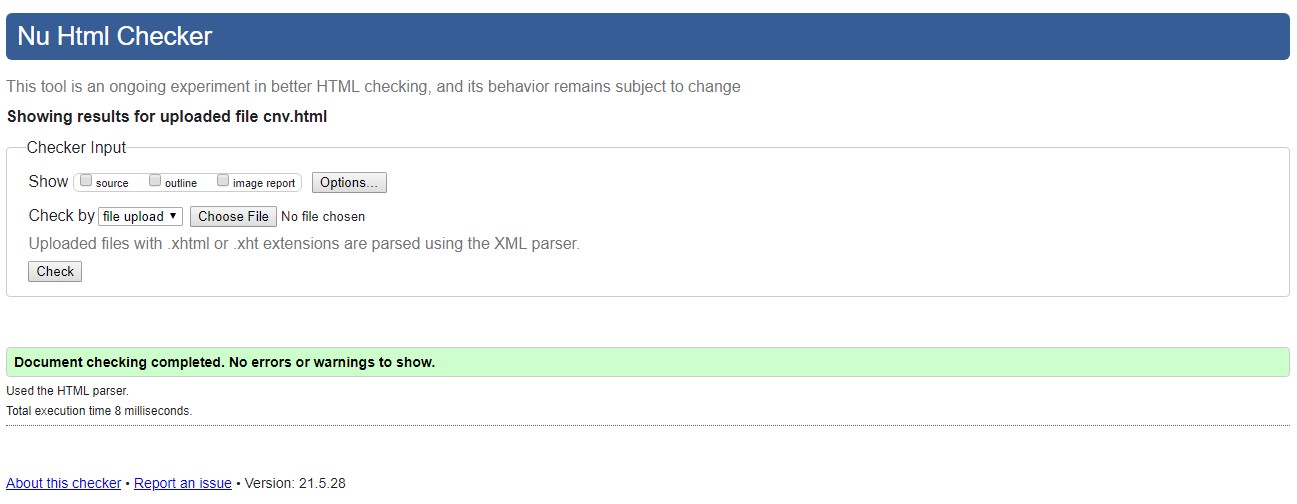 Nu Html Checker
This tool is an ongoing experiment in better HTML checking, and its behavior remains subject to change
Showing results for uploaded file cnv.html
Checker Input
Show source outline image report Options...
Check by file upload Choose File No file chosen
Uploaded files with .xhtml or .xht extensions are parsed using the XML parser.
Check
Document checking completed. No errors or warnings to show.
Used the HTML parser.
Total execution time 8 milliseconds.
About this checker • Report an issue • Version: 21.5.28